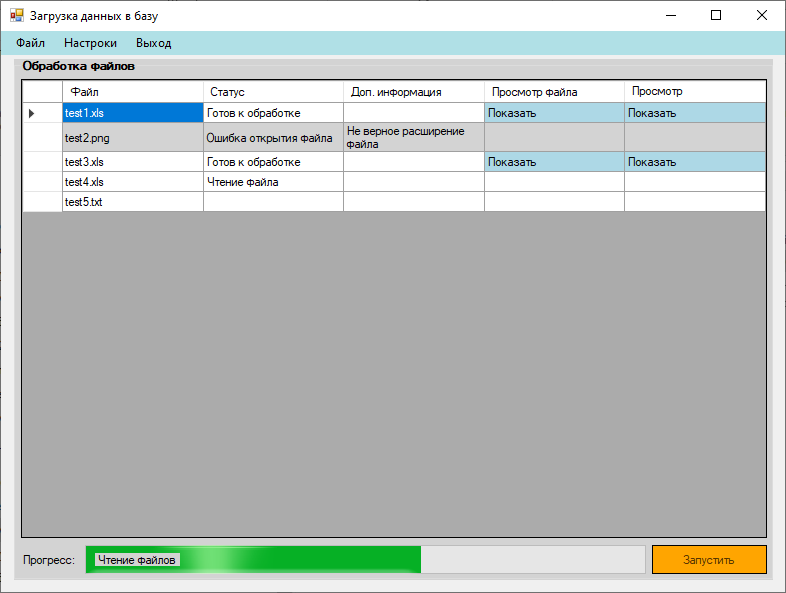 Загрузка данных в базу
Файл Настроки Выход
Обработка файлов
Файл Статус Доп. информация Просмотр файла Просмотр
test1.xls Готов к обработке Показать Показать
test2.png Ошибка открытия файла Не верное расширение
файла
test3.xls Готов к обработке Показать Показать
test4.xls Чтение файла
test5.txt
Прогресс: Чтение файлов Запустить